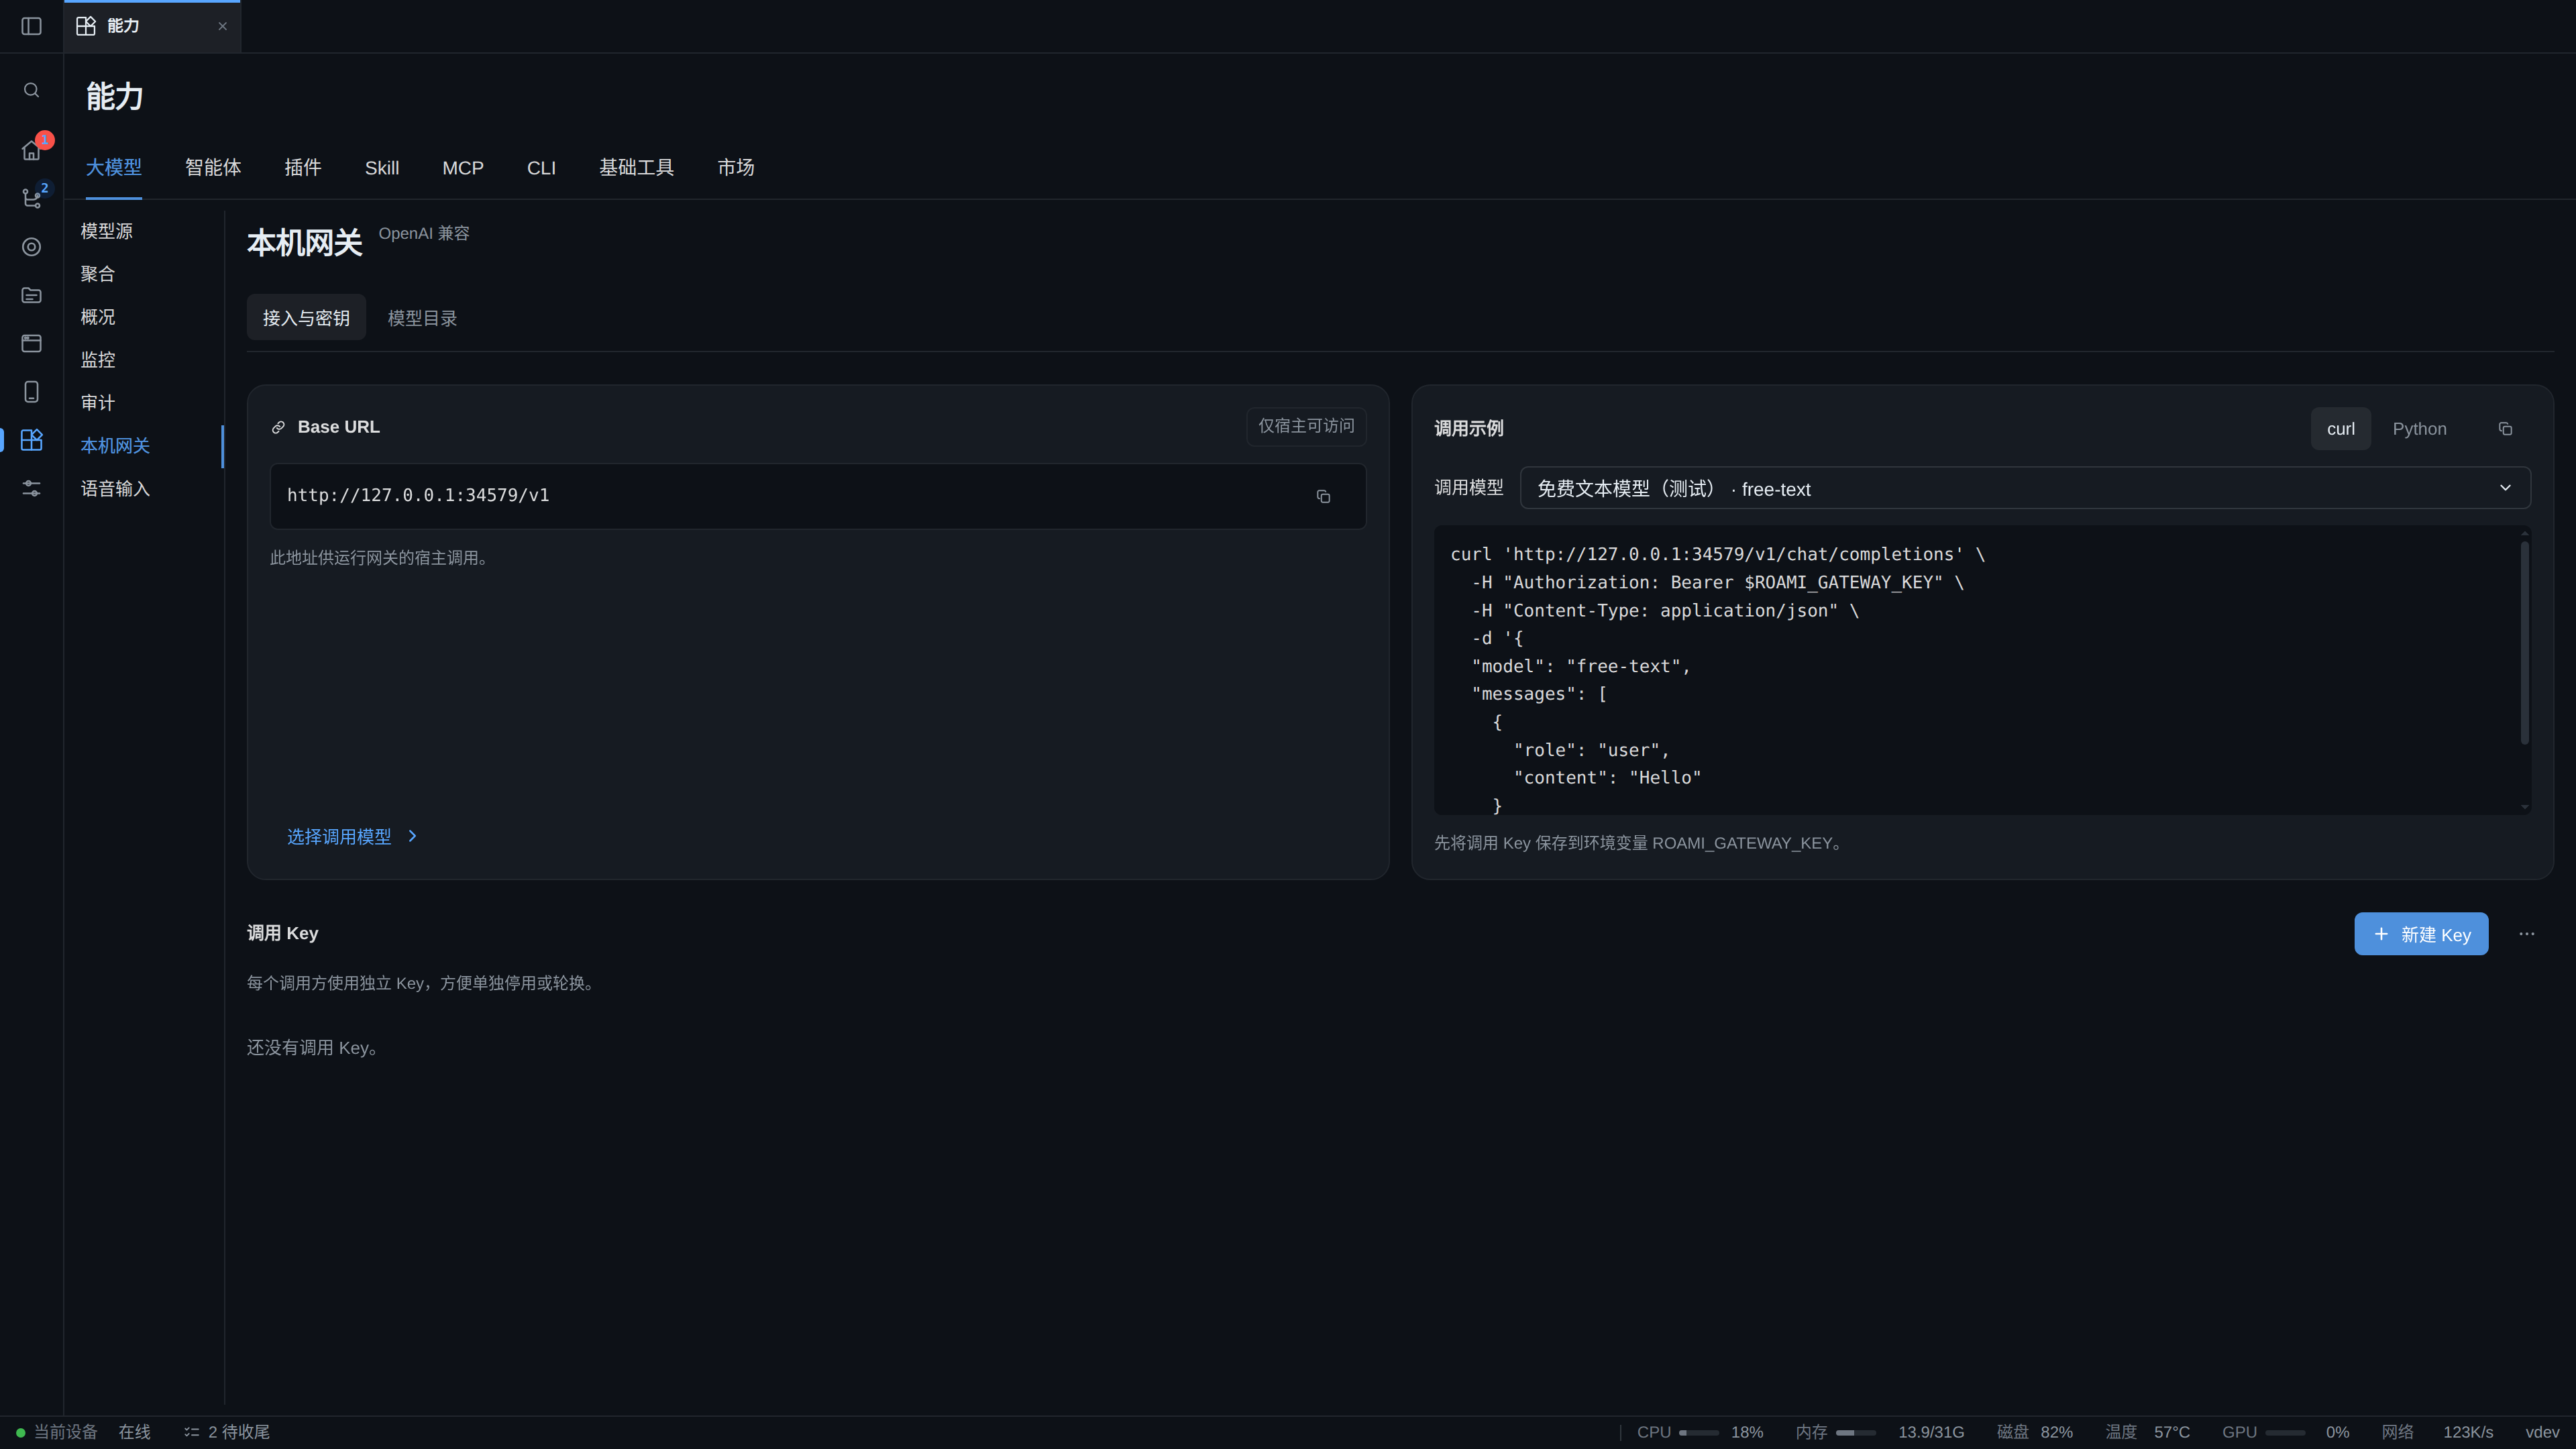 能力
能力
1
2
大模型 智能体 插件 Skill MCP CLI 基础工具 市场
模型源
聚合
概况
监控
审计
本机网关
语音输入
本机网关 OpenAI 兼容
接入与密钥 模型目录
Base URL 仅宿主可访问
http://127.0.0.1:34579/v1
此地址供运行网关的宿主调用。
选择调用模型
调用示例 curl Python
调用模型 免费文本模型（测试） · free-text
curl 'http://127.0.0.1:34579/v1/chat/completions' \
  -H "Authorization: Bearer $ROAMI_GATEWAY_KEY" \
  -H "Content-Type: application/json" \
  -d '{
  "model": "free-text",
  "messages": [
    {
      "role": "user",
      "content": "Hello"
    }
先将调用 Key 保存到环境变量 ROAMI_GATEWAY_KEY。
调用 Key 新建 Key
每个调用方使用独立 Key，方便单独停用或轮换。
还没有调用 Key。
当前设备 在线 2 待收尾 CPU 18% 内存 13.9/31G 磁盘 82% 温度 57°C GPU 0% 网络 123K/s vdev